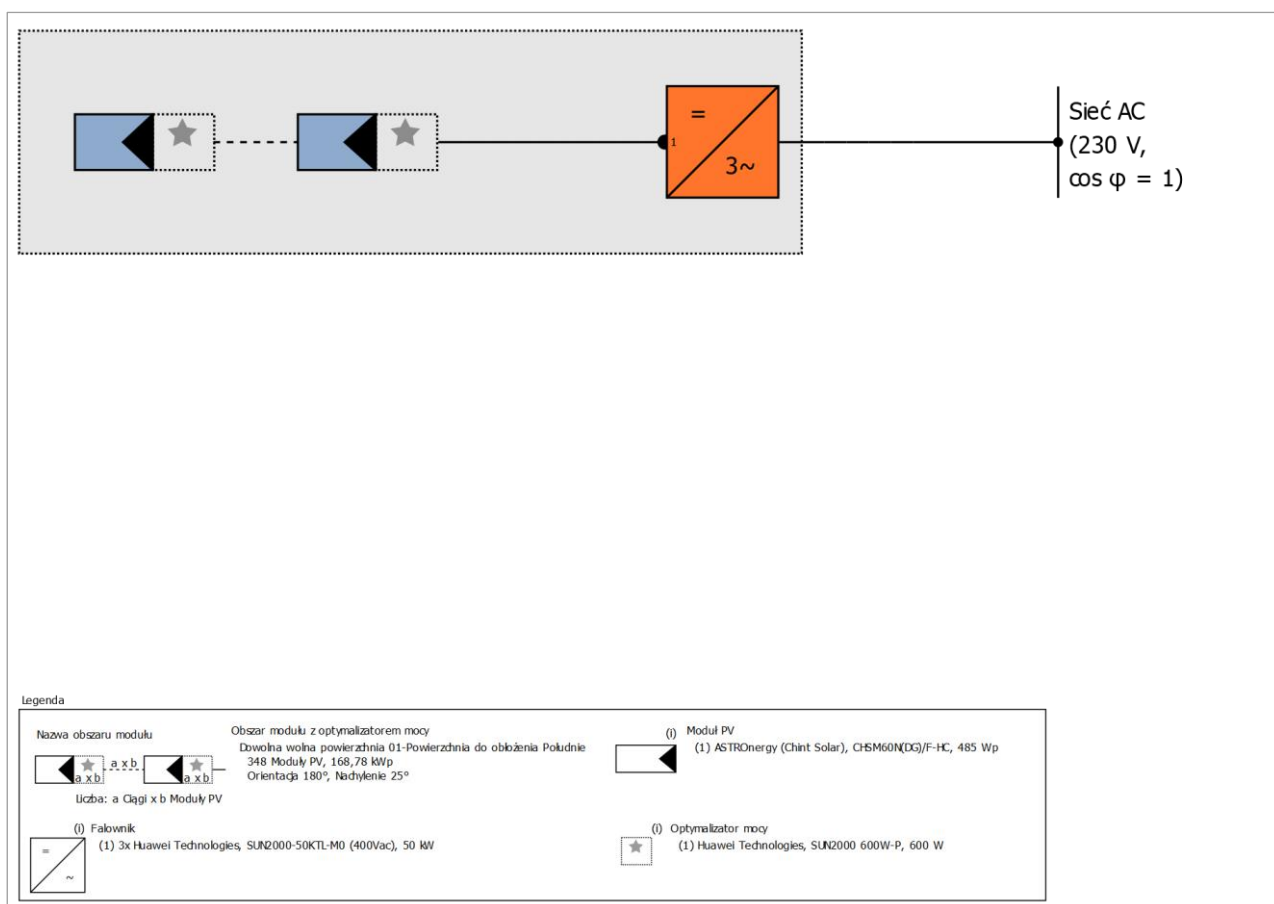 =
1
3~
Sieć AC
(230 V,
cos φ = 1)
Legenda
Nazwa obszaru modułu
a x b
a x b
a x b
Liczba: a Ciągi x b Moduły PV
Obszar modułu z optymalizatorem mocy
Dowolna wolna powierzchnia 01-Powierzchnia do obłożenia Południe
348 Moduły PV, 168,78 kWp
Orientacja 180°, Nachylenie 25°
(i) Moduł PV
(1) ASTROnergy (Chint Solar), CHSM60N(DG)/F-HC, 485 Wp
(i) Falownik
(1) 3x Huawei Technologies, SUN2000-50KTL-M0 (400Vac), 50 kW
=
~
(i) Optymalizator mocy
(1) Huawei Technologies, SUN2000 600W-P, 600 W